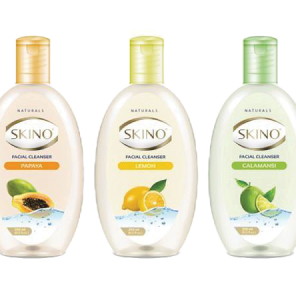 NATURALS
SKINO
FACIAL CLEANSER
PAPAYA
NATURALS
SKINO
FACIAL CLEANSER
LEMON
NATURALS
SKINO
FACIAL CLEANSER
CALAMANSI